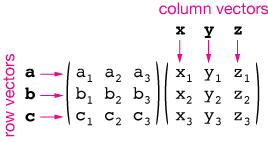 column vectors
x y z
row vectors
a a₁ a₂ a₃ x₁ y₁ z₁
b b₁ b₂ b₃ x₂ y₂ z₂
c c₁ c₂ c₃ x₃ y₃ z₃